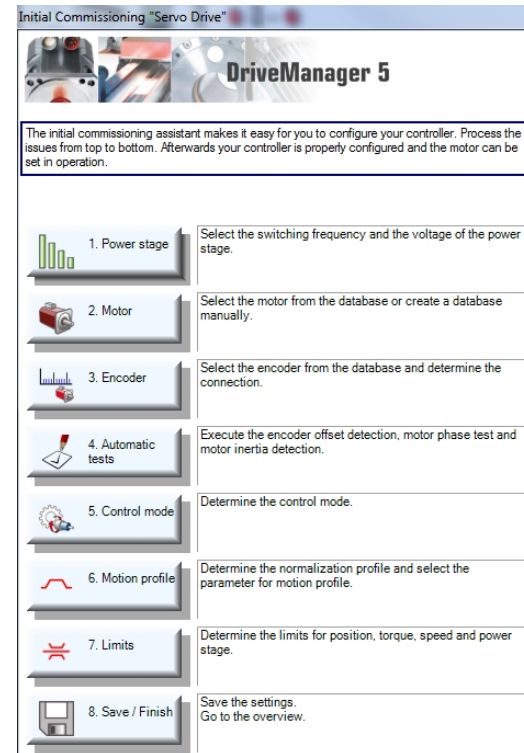 Initial Commissioning "Servo Drive"
DriveManager 5
The initial commissioning assistant makes it easy for you to configure your controller. Process the
issues from top to bottom. Afterwards your controller is properly configured and the motor can be
set in operation.
1. Power stage
Select the switching frequency and the voltage of the power
stage.
2. Motor
Select the motor from the database or create a database
manually.
3. Encoder
Select the encoder from the database and determine the
connection.
4. Automatic
tests
Execute the encoder offset detection, motor phase test and
motor inertia detection.
5. Control mode
Determine the control mode.
6. Motion profile
Determine the normalization profile and select the
parameter for motion profile.
7. Limits
Determine the limits for position, torque, speed and power
stage.
8. Save / Finish
Save the settings.
Go to the overview.